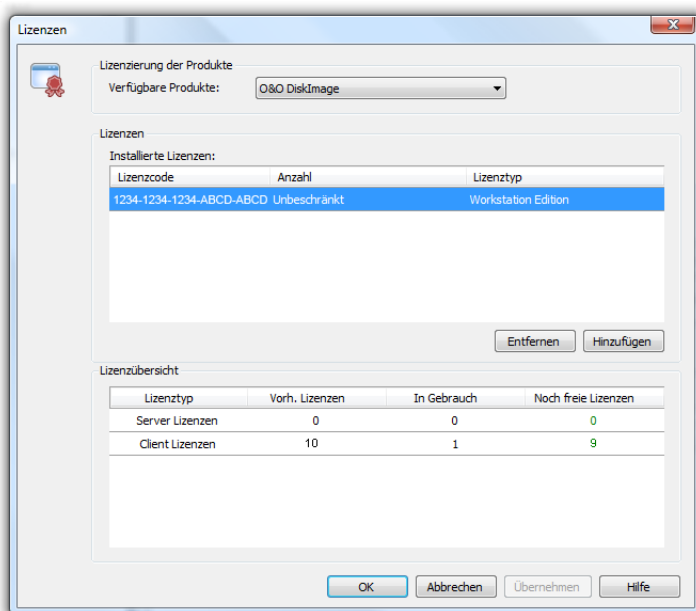 Lizenzen
Lizenzierung der Produkte
Verfügbare Produkte: O&O DiskImage
Lizenzen
Installierte Lizenzen:
Lizenzcode Anzahl Lizenztyp
1234-1234-1234-ABCD-ABCD Unbeschränkt Workstation Edition
Entfernen Hinzufügen
Lizenzübersicht
Lizenztyp Vorh. Lizenzen In Gebrauch Noch freie Lizenzen
Server Lizenzen 0 0 0
Client Lizenzen 10 1 9
OK Abbrechen Übernehmen Hilfe